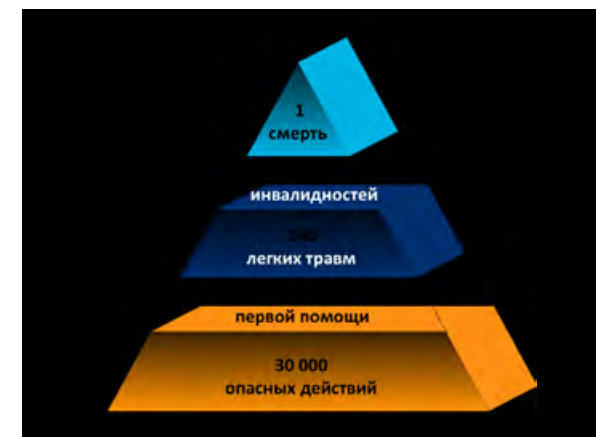 1
смерть
инвалидностей
легких травм
первой помощи
30 000
опасных действий